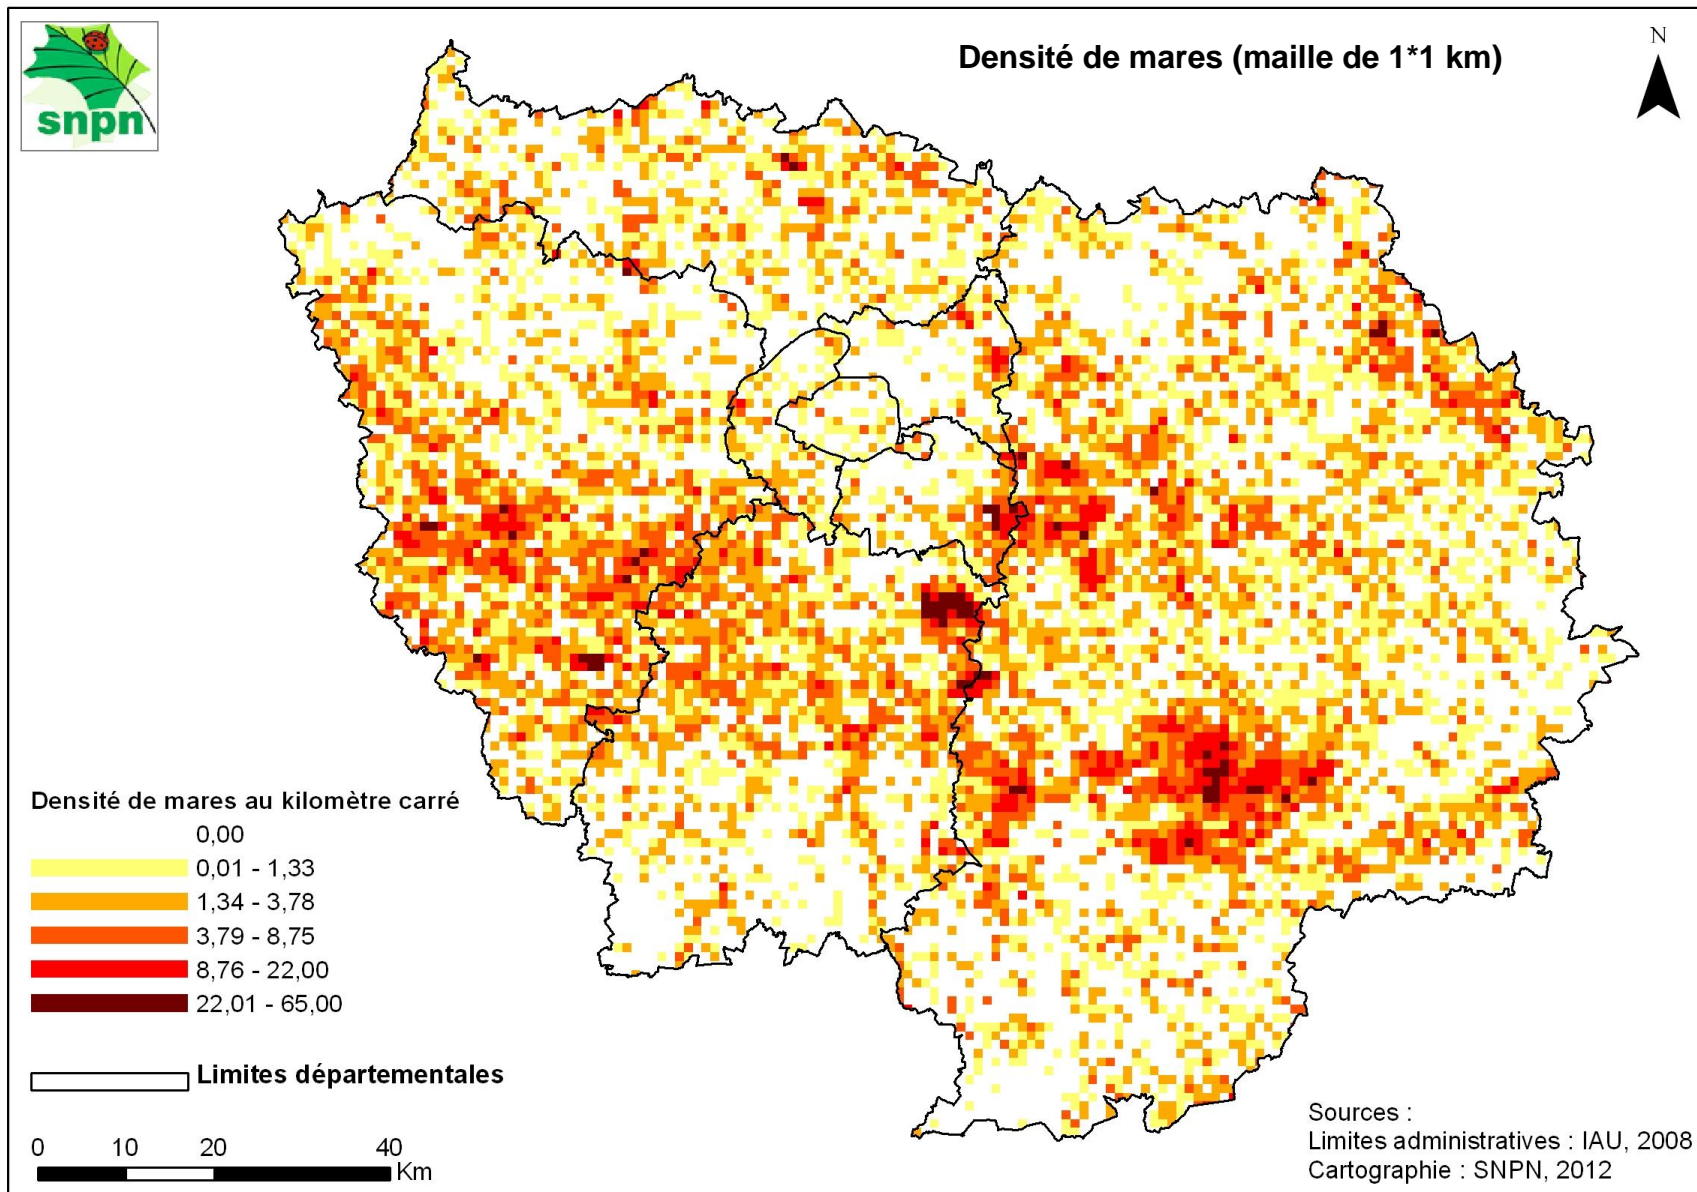 snpn
Densité de mares (maille de 1*1 km)
N
Densité de mares au kilomètre carré
0,00
0,01 - 1,33
1,34 - 3,78
3,79 - 8,75
8,76 - 22,00
22,01 - 65,00
Limites départementales
0 10 20 40
Km
Sources :
Limites administratives : IAU, 2008
Cartographie : SNPN, 2012